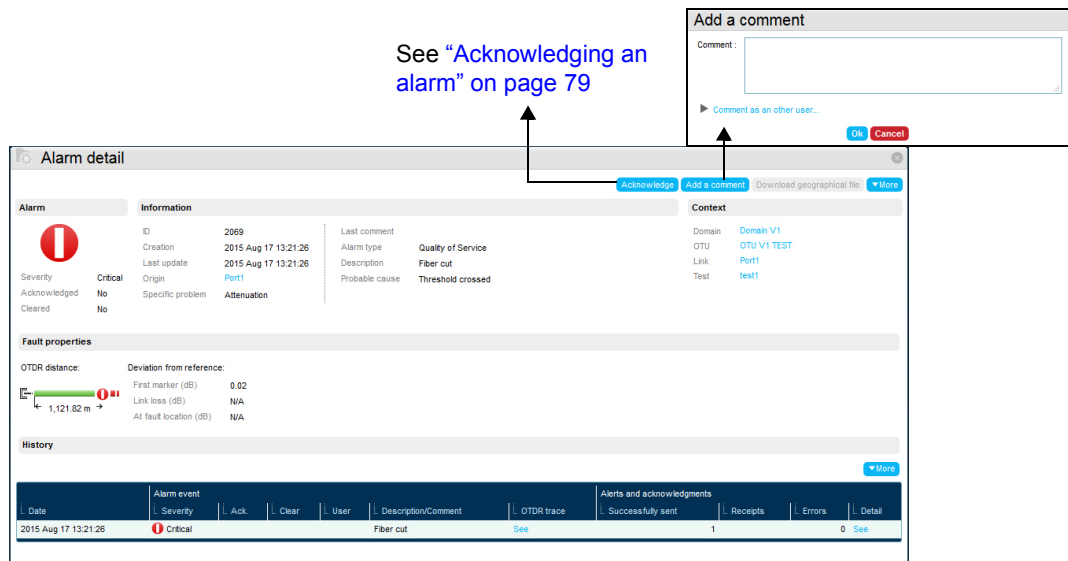 Add a comment
Comment :
Comment as an other user...
Ok Cancel
See “Acknowledging an
alarm” on page 79
Alarm detail
Acknowledge Add a comment Download geographical file More
Alarm
Severity Critical
Acknowledged No
Cleared No
Information
ID 2069
Creation 2015 Aug 17 13:21:26
Last update 2015 Aug 17 13:21:26
Origin Port1
Specific problem Attenuation
Last comment
Alarm type Quality of Service
Description Fiber cut
Probable cause Threshold crossed
Context
Domain Domain V1
OTU OTU V1 TEST
Link Port1
Test test1
Fault properties
OTDR distance:
1,121.82 m
Deviation from reference:
First marker (dB) 0.02
Link loss (dB) N/A
At fault location (dB) N/A
History
More
Alarm event Alerts and acknowledgments
Date Severity Ack. Clear User Description/Comment OTDR trace Successfully sent Receipts Errors Detail
2015 Aug 17 13:21:26 Critical Fiber cut See 1 0 See